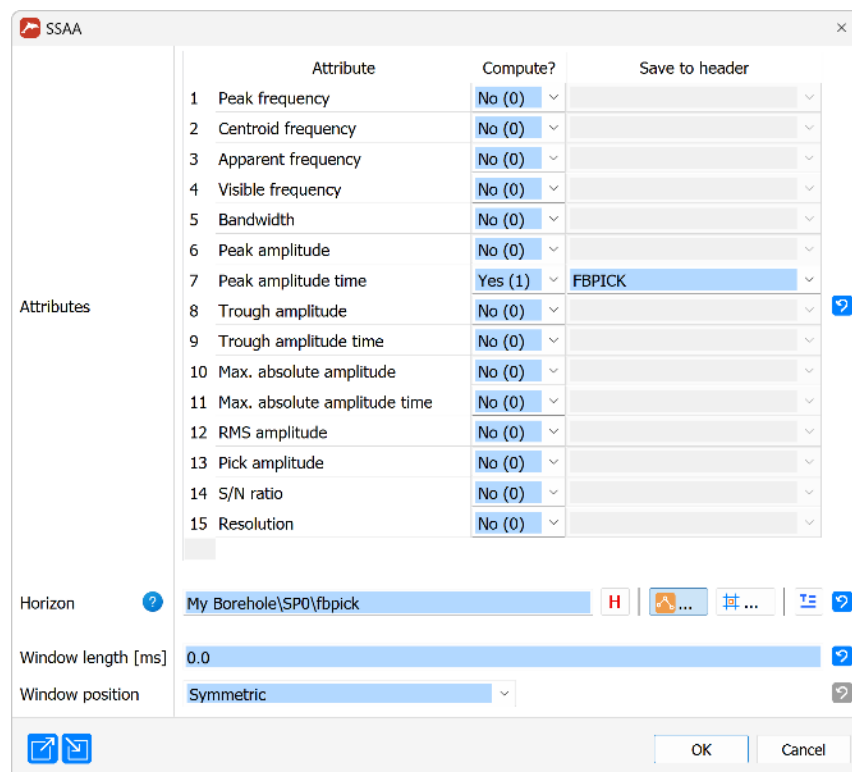 SSAA
Attribute Compute? Save to header
1 Peak frequency No (0)
2 Centroid frequency No (0)
3 Apparent frequency No (0)
4 Visible frequency No (0)
5 Bandwidth No (0)
6 Peak amplitude No (0)
7 Peak amplitude time Yes (1) FBPICK
Attributes
8 Trough amplitude No (0)
9 Trough amplitude time No (0)
10 Max. absolute amplitude No (0)
11 Max. absolute amplitude time No (0)
12 RMS amplitude No (0)
13 Pick amplitude No (0)
14 S/N ratio No (0)
15 Resolution No (0)
Horizon ? My Borehole\SP0\fbpick H ... ... T
Window length [ms] 0.0
Window position Symmetric
OK Cancel